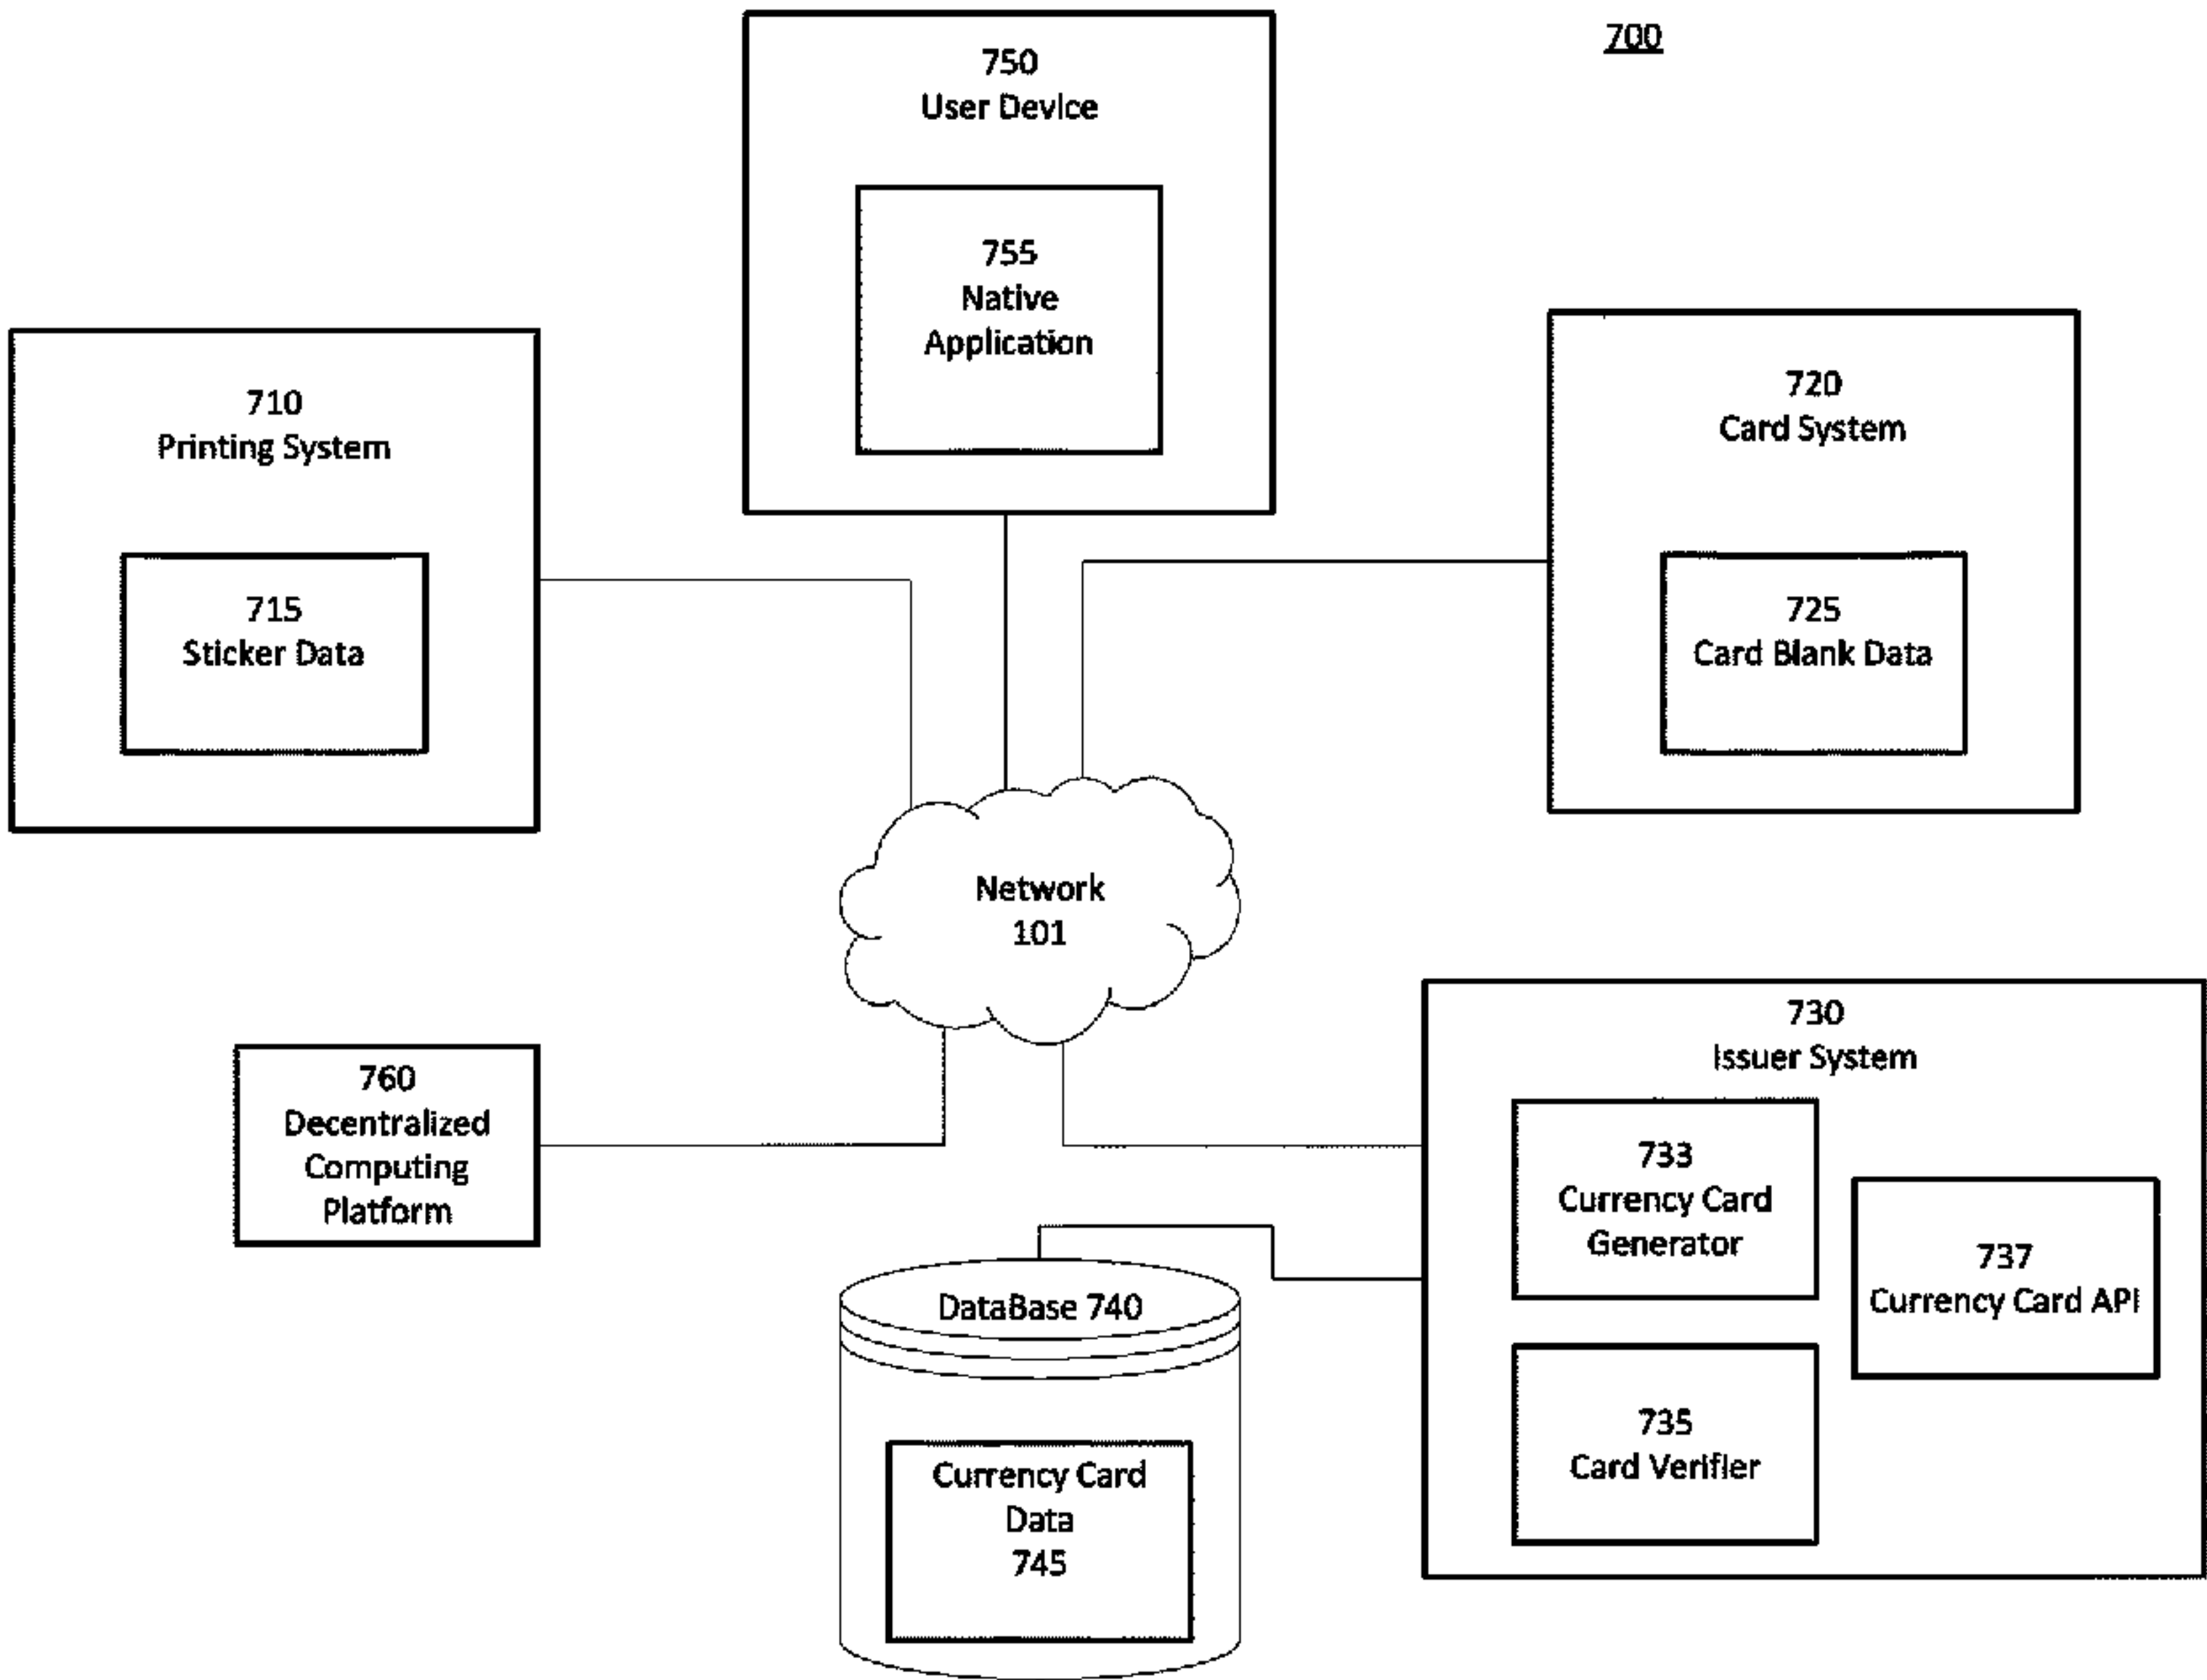 700
750
User Device
755
Native
Application
710
Printing System
715
Sticker Data
720
Card System
725
Card Blank Data
Network
101
760
Decentralized
Computing
Platform
730
Issuer System
733
Currency Card
Generator
737
Currency Card API
735
Card Verifier
DataBase 740
Currency Card
Data
745